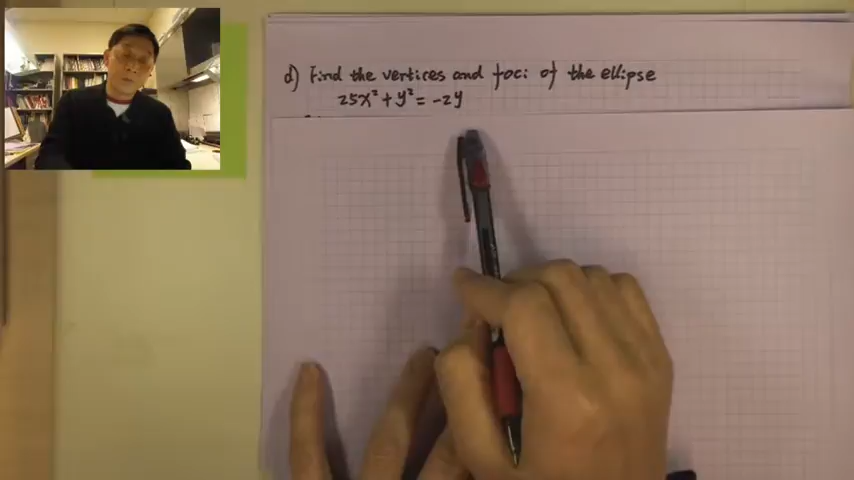 d) Find the vertices and foci of the ellipse
25x² + y² = -2y